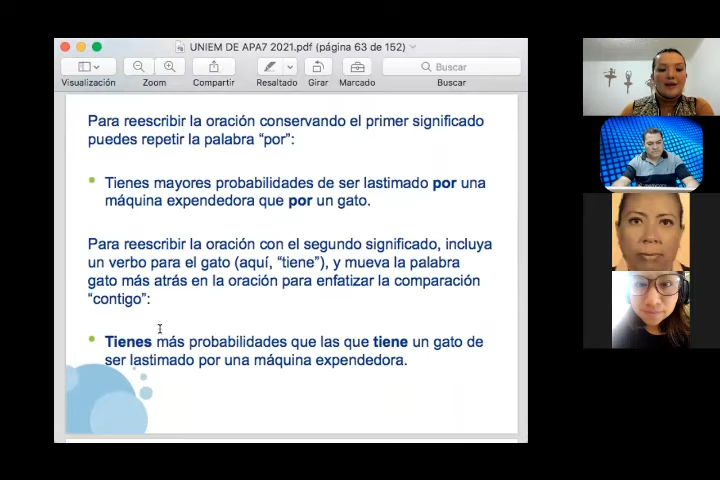 UNIEM DE APA7 2021.pdf (página 63 de 152)
Buscar
Visualización Zoom Compartir Resaltado Girar Marcado Buscar
Para reescribir la oración conservando el primer significado
puedes repetir la palabra “por”:
• Tienes mayores probabilidades de ser lastimado por una
máquina expendedora que por un gato.
Para reescribir la oración con el segundo significado, incluya
un verbo para el gato (aquí, “tiene”), y mueva la palabra
gato más atrás en la oración para enfatizar la comparación
“contigo”:
• Tienes más probabilidades que las que tiene un gato de
ser lastimado por una máquina expendedora.